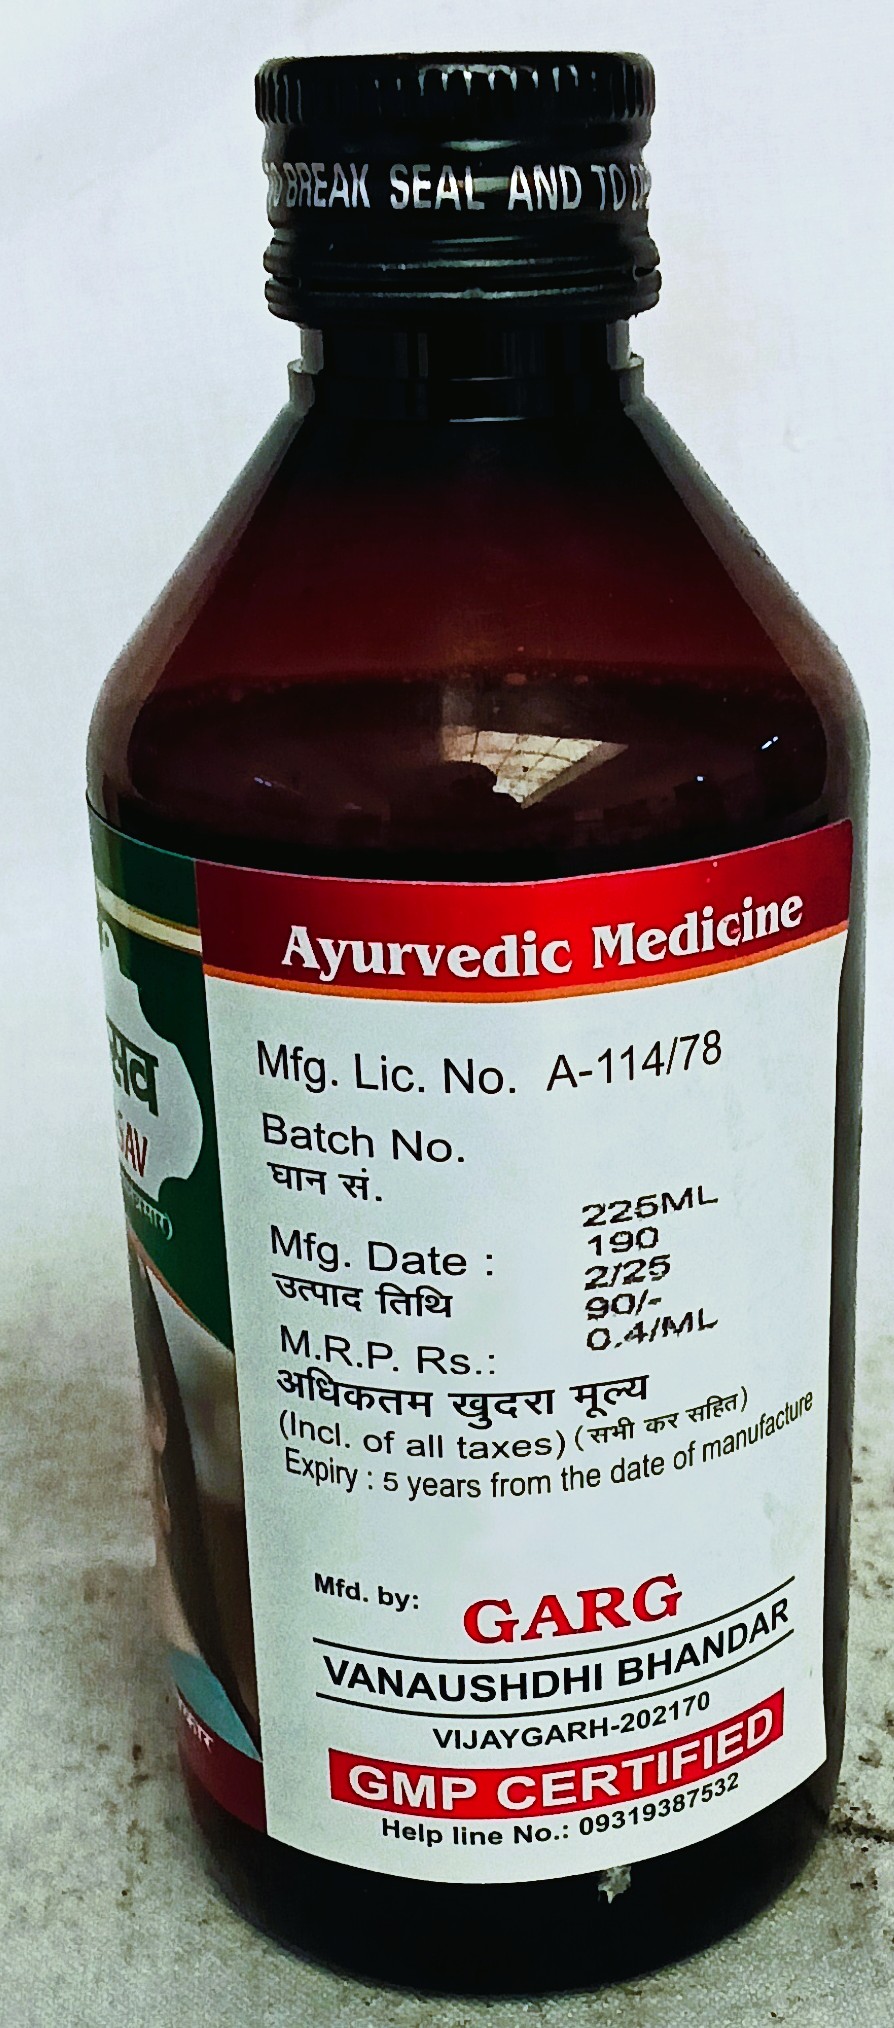 BREAK SEAL AND TO
Ayurvedic Medicine
Mfg. Lic. No. A-114/78
Batch No.
घान सं.
225ML
190
Mfg. Date :
2/25
उत्पाद तिथि
90/-
M.R.P. Rs.:
0.4/ML
अधिकतम खुदरा मूल्य
(Incl. of all taxes) (सभी कर सहित)
Expiry : 5 years from the date of manufacture
Mfd. by:
GARG
VANAUSHDHI BHANDAR
VIJAYGARH-202170
GMP CERTIFIED
Help line No.: 09319387532